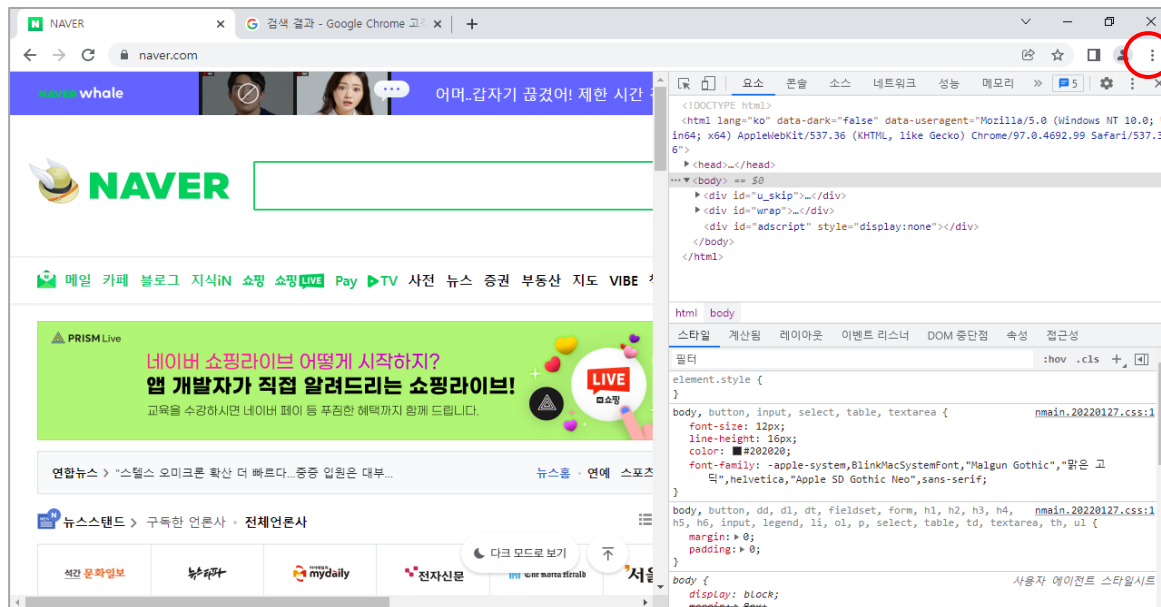 NAVER
검색 결과 - Google Chrome 고
naver.com
NAVER whale
어머..갑자기 끊겼어! 제한 시간
NAVER
메일 카페 블로그 지식iN 쇼핑 쇼핑LIVE Pay TV 사전 뉴스 증권 부동산 지도 VIBE
PRISM Live
네이버 쇼핑라이브 어떻게 시작하지?
앱 개발자가 직접 알려드리는 쇼핑라이브!
교육을 수강하시면 네이버 페이 등 푸짐한 혜택까지 함께 드립니다.
LIVE
쇼핑
연합뉴스 > "스텔스 오미크론 확산 더 빠르다...중증 입원은 대부...
뉴스홈 · 연예 스포츠
뉴스스탠드 > 구독한 언론사 · 전체언론사
다크 모드로 보기
석간 문화일보 뉴스타파 mydaily 전자신문 The Korea Herald 서울
요소 콘솔 소스 네트워크 성능 메모리 » 5
<!DOCTYPE html>
<html lang="ko" data-dark="false" data-useragent="Mozilla/5.0 (Windows NT 10.0;
in64; x64) AppleWebKit/537.36 (KHTML, like Gecko) Chrome/97.0.4692.99 Safari/537.3
6">
<head>…</head>
<body> == $0
<div id="u_skip">…</div>
<div id="wrap">…</div>
<div id="adscript" style="display:none"></div>
</body>
</html>
html body
스타일 계산됨 레이아웃 이벤트 리스너 DOM 중단점 속성 접근성
필터 :hov .cls +
element.style {
}
body, button, input, select, table, textarea { nmain.20220127.css:1
font-size: 12px;
line-height: 16px;
color: #202020;
font-family: -apple-system,BlinkMacSystemFont,"Malgun Gothic","맑은 고
딕",helvetica,"Apple SD Gothic Neo",sans-serif;
}
body, button, dd, dl, dt, fieldset, form, h1, h2, h3, h4, nmain.20220127.css:1
h5, h6, input, legend, li, ol, p, select, table, td, textarea, th, ul {
margin: 0;
padding: 0;
}
body { 사용자 에이전트 스타일시트
display: block;
margin: 8px;